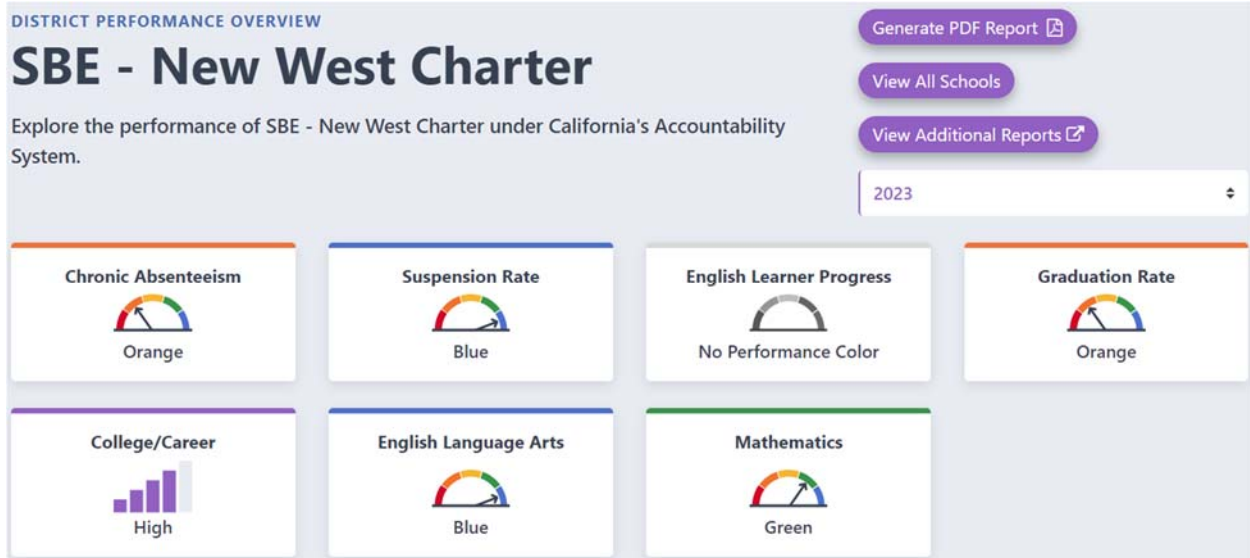 DISTRICT PERFORMANCE OVERVIEW
SBE - New West Charter
Explore the performance of SBE - New West Charter under California's Accountability
System.
Generate PDF Report
View All Schools
View Additional Reports
2023
Chronic Absenteeism
Orange
Suspension Rate
Blue
English Learner Progress
No Performance Color
Graduation Rate
Orange
College/Career
High
English Language Arts
Blue
Mathematics
Green